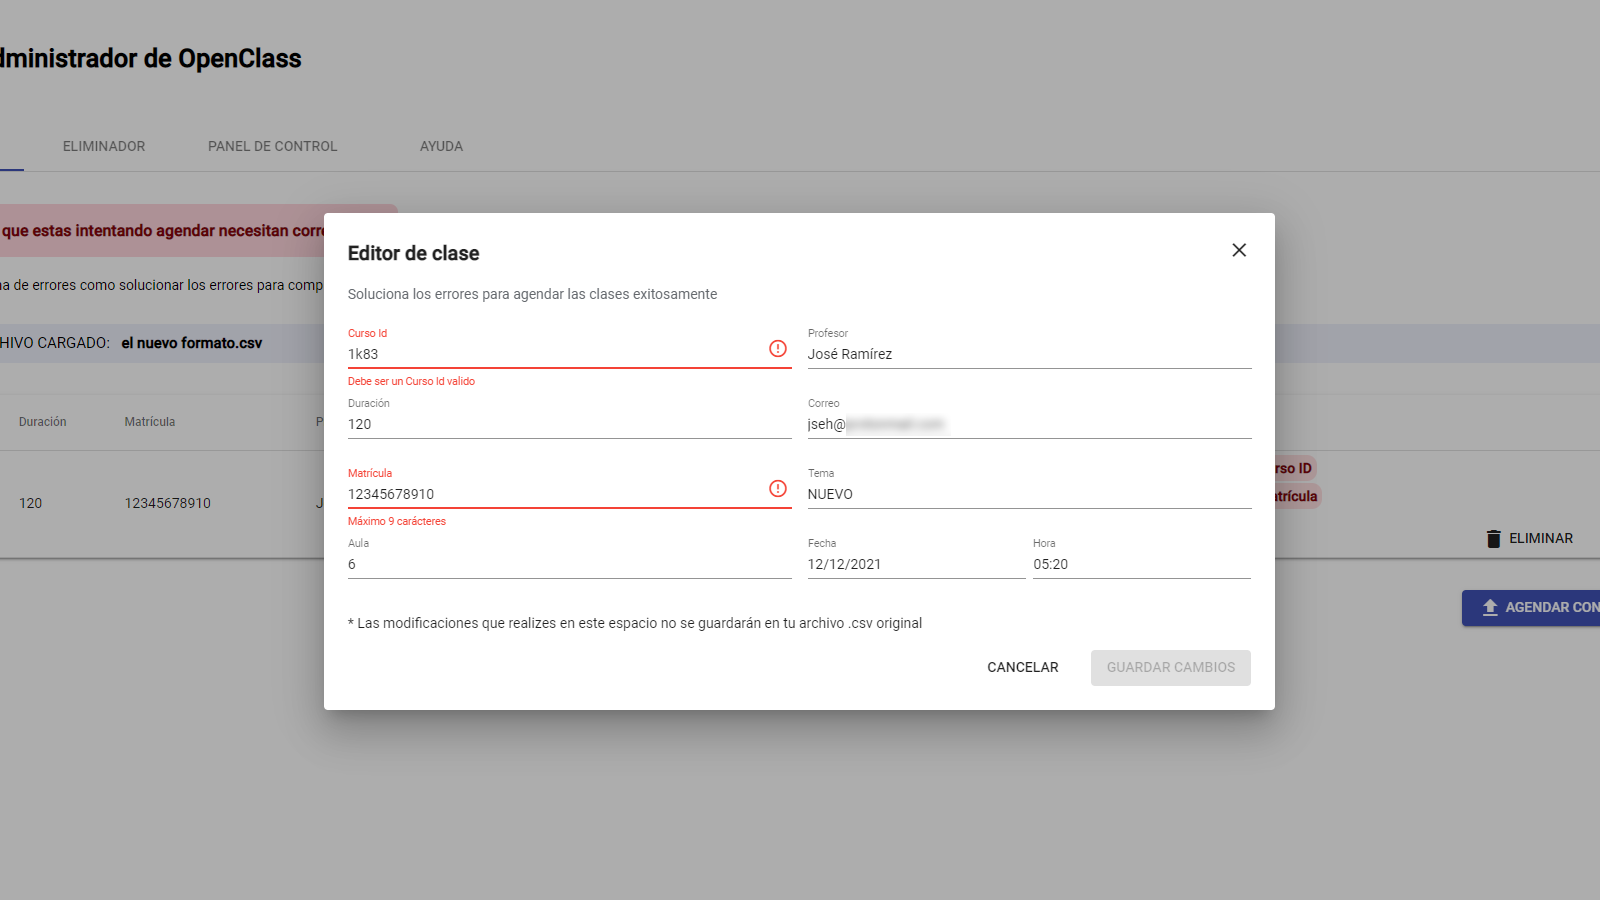 dministrador de OpenClass
ELIMINADOR PANEL DE CONTROL AYUDA
que estas intentando agendar necesitan corre
na de errores como solucionar los errores para comp
HIVO CARGADO: el nuevo formato.csv
Duración Matrícula P
120 12345678910 J
rso ID
atrícula
ELIMINAR
AGENDAR CON
Editor de clase
Soluciona los errores para agendar las clases exitosamente
Curso Id
1k83
Debe ser un Curso Id valido
Profesor
José Ramírez
Duración
120
Correo
jseh@
Matrícula
12345678910
Máximo 9 carácteres
Tema
NUEVO
Aula
6
Fecha
12/12/2021
Hora
05:20
* Las modificaciones que realizes en este espacio no se guardarán en tu archivo .csv original
CANCELAR GUARDAR CAMBIOS